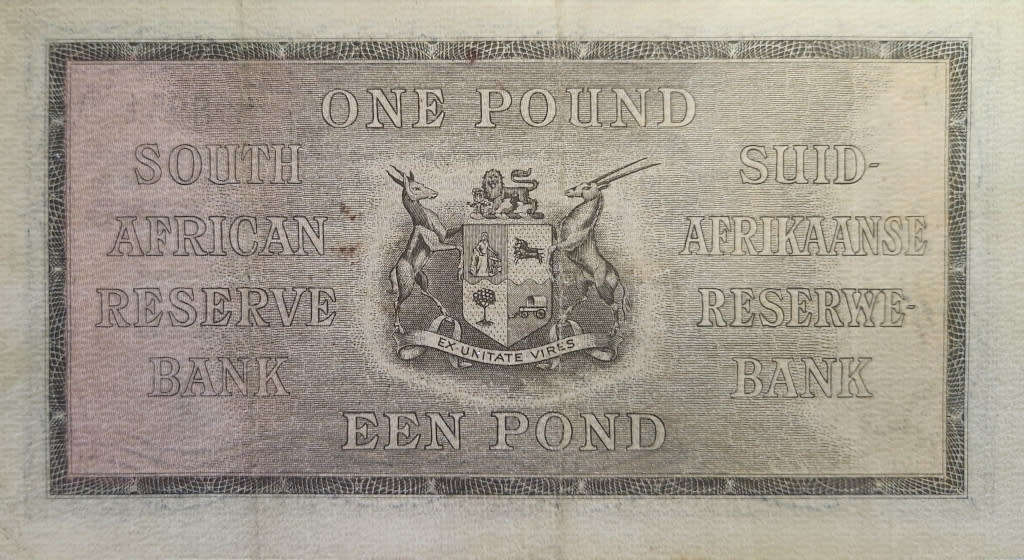 ONE POUND
SOUTH
AFRICAN
RESERVE
BANK
SUID-
AFRIKAANSE
RESERWE-
BANK
EX·UNITATE VIRES
EEN POND